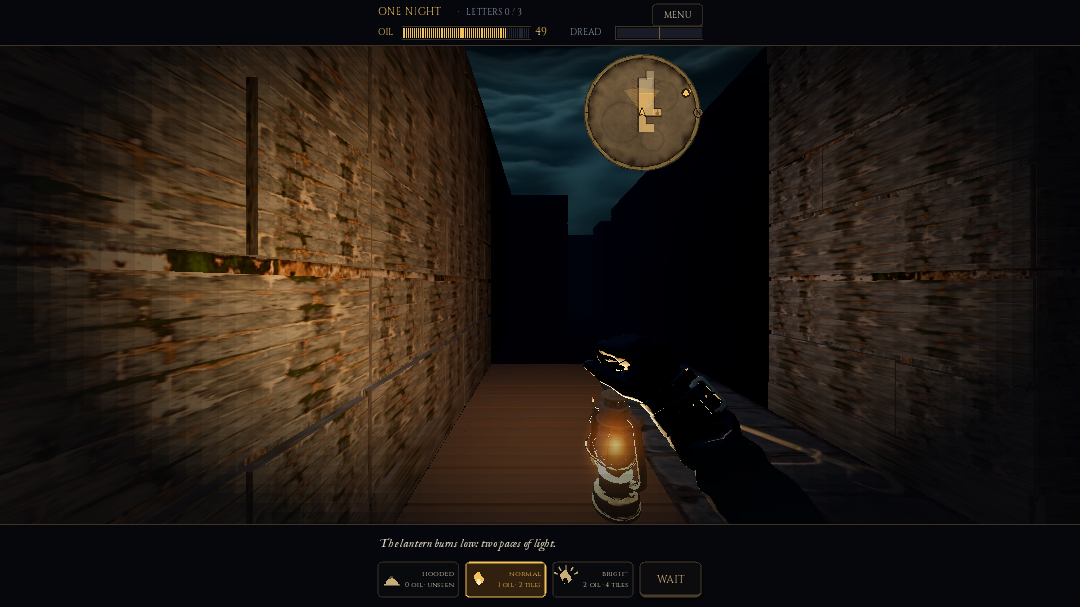 ONE NIGHT · LETTERS 0 / 3
MENU
OIL 49 DREAD
The lantern burns low: two paces of light.
HOODED
0 OIL · UNSEEN
NORMAL
1 OIL · 2 TILES
BRIGHT
2 OIL · 4 TILES
WAIT